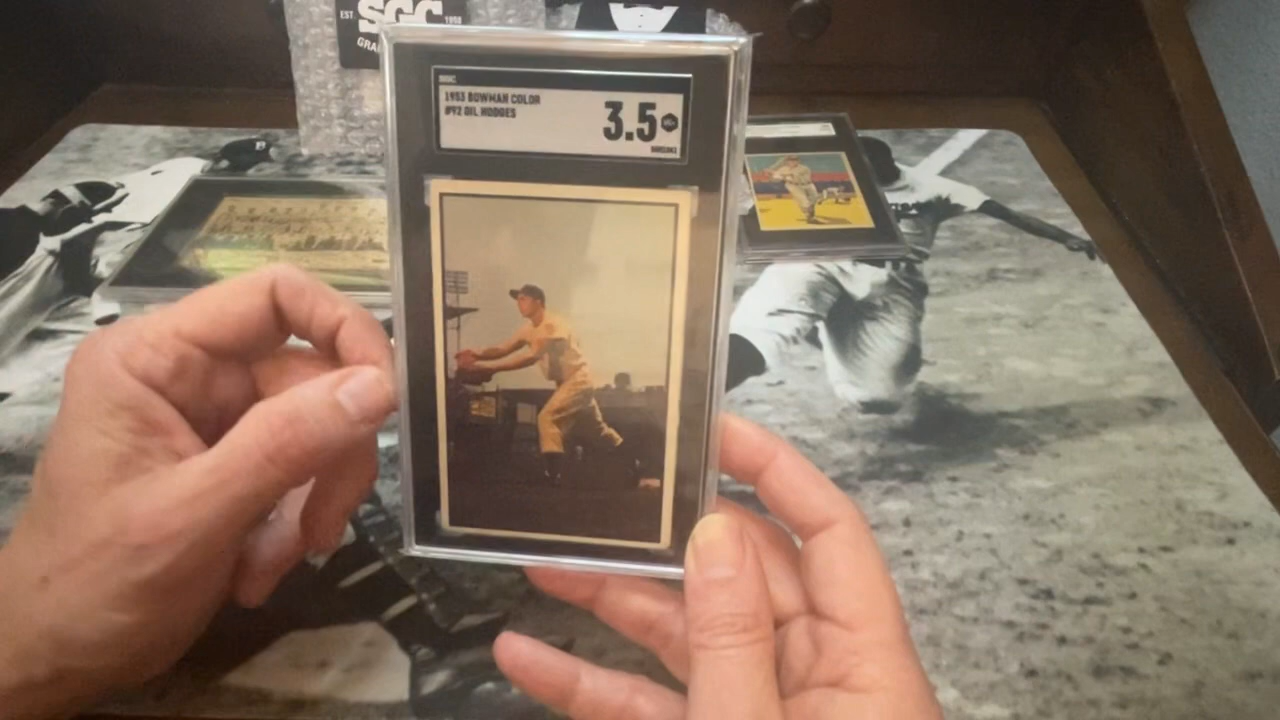 EST. SGC 1998
GRA
SGC
1953 BOWMAN COLOR
#92 GIL HODGES
3.5
VG+
B